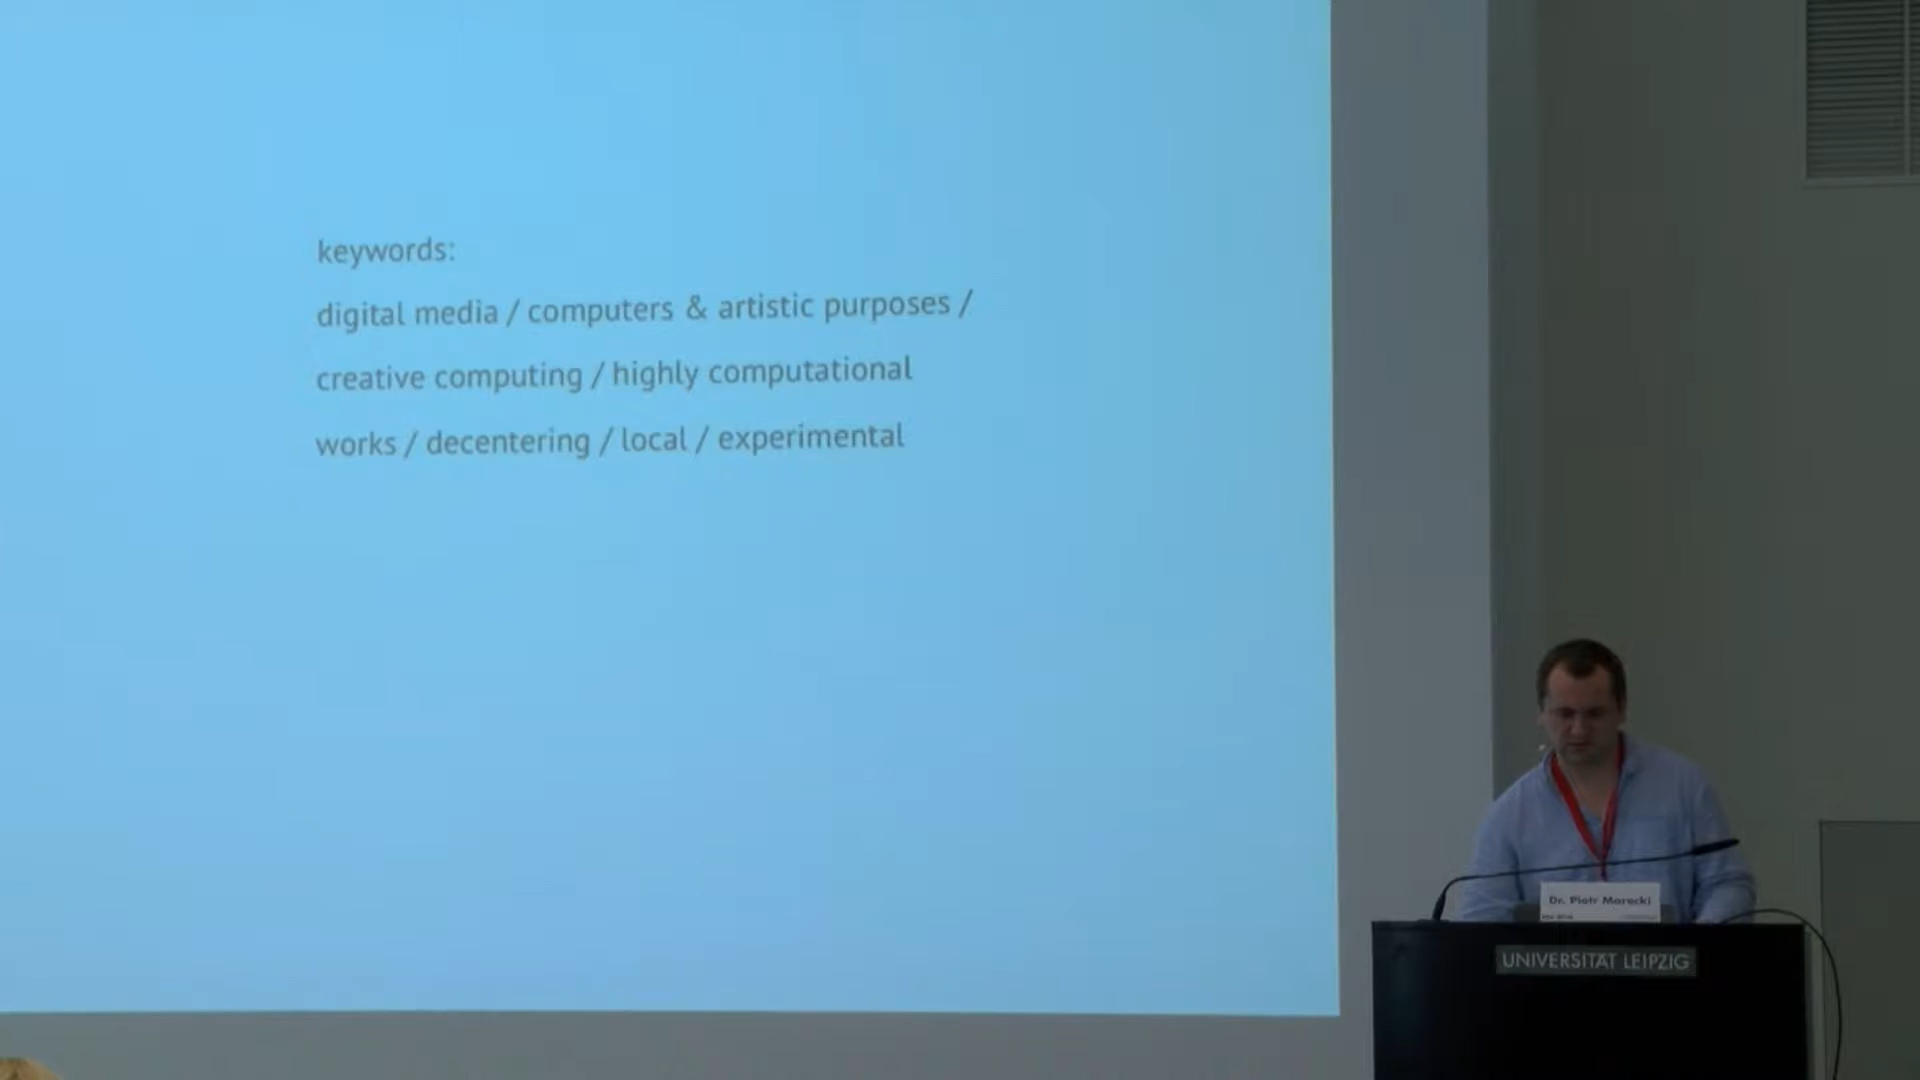 keywords:
digital media / computers & artistic purposes /
creative computing / highly computational
works / decentering / local / experimental
Dr. Piotr Marecki
UNIVERSITÄT LEIPZIG